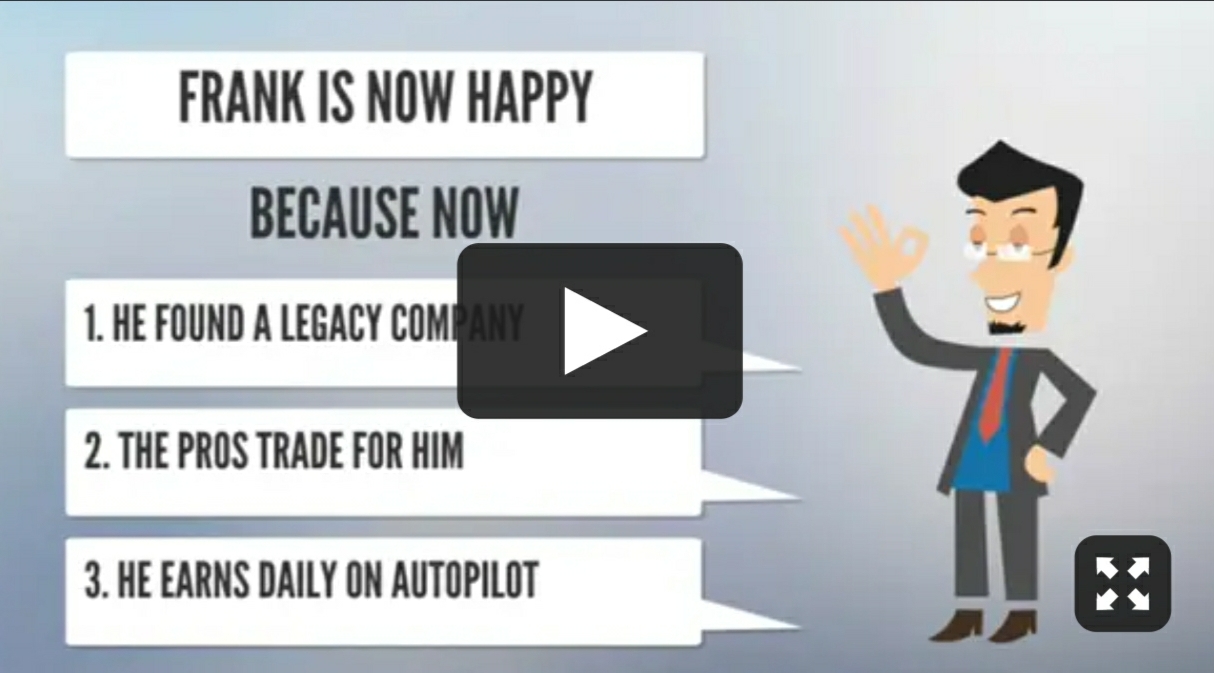 FRANK IS NOW HAPPY
BECAUSE NOW
1. HE FOUND A LEGACY COMPANY
2. THE PROS TRADE FOR HIM
3. HE EARNS DAILY ON AUTOPILOT